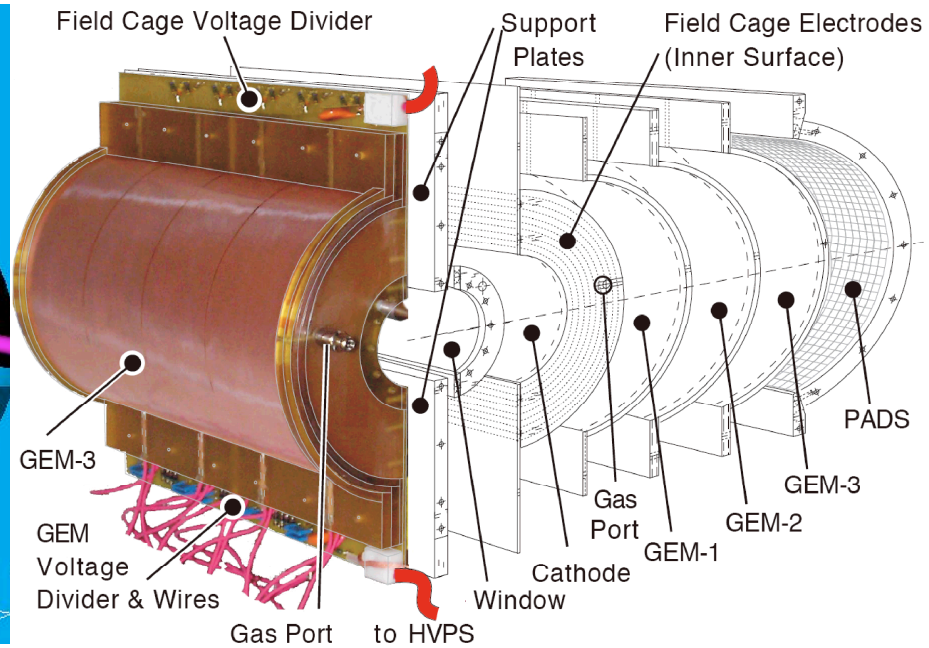 Field Cage Voltage Divider
Support
Plates
Field Cage Electrodes
(Inner Surface)
GEM-3
GEM
Voltage
Divider & Wires
Gas Port
to HVPS
Window
Cathode
Gas
Port
GEM-1
GEM-2
GEM-3
PADS